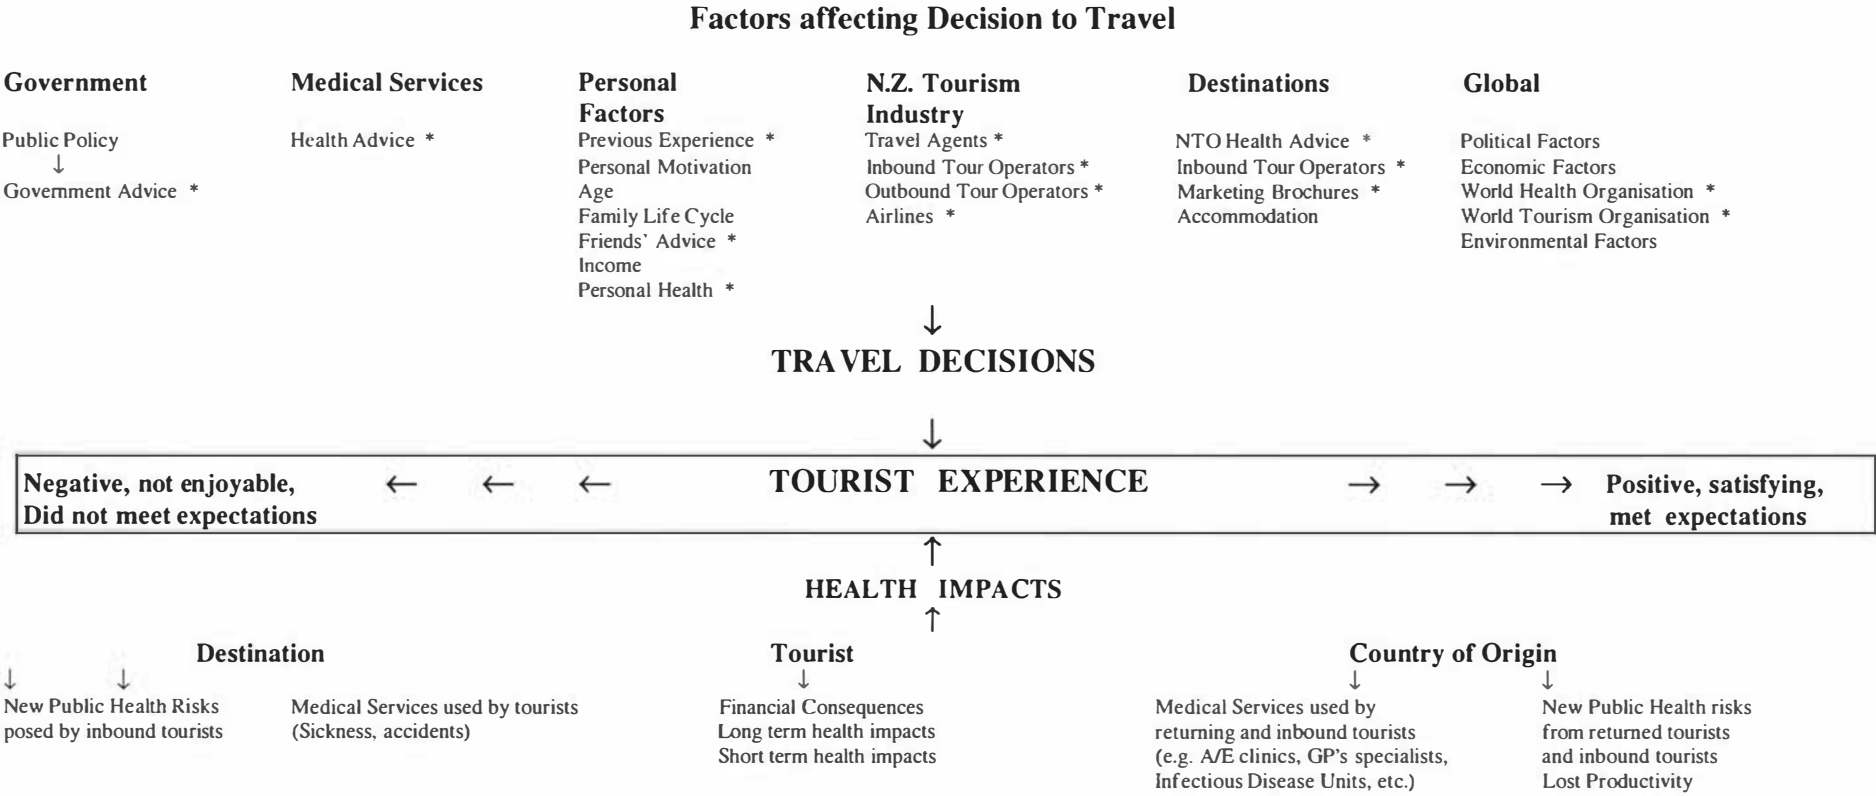 Factors affecting Decision to Travel
Government
Public Policy
↓
Government Advice *
Medical Services
Health Advice *
Personal
Factors
Previous Experience *
Personal Motivation
Age
Family Life Cycle
Friends' Advice *
Income
Personal Health *
N.Z. Tourism
Industry
Travel Agents *
Inbound Tour Operators *
Outbound Tour Operators *
Airlines *
Destinations
NTO Health Advice *
Inbound Tour Operators *
Marketing Brochures *
Accommodation
Global
Political Factors
Economic Factors
World Health Organisation *
World Tourism Organisation *
Environmental Factors
↓
TRAVEL DECISIONS
↓
Negative, not enjoyable,
Did not meet expectations
← ← ← TOURIST EXPERIENCE → → →
Positive, satisfying,
met expectations
↑
HEALTH IMPACTS
↑
Destination
↓ ↓
New Public Health Risks
posed by inbound tourists
Medical Services used by tourists
(Sickness, accidents)
Tourist
↓
Financial Consequences
Long term health impacts
Short term health impacts
Country of Origin
↓ ↓
Medical Services used by
returning and inbound tourists
(e.g. A/E clinics, GP's specialists,
Infectious Disease Units, etc.)
New Public Health risks
from returned tourists
and inbound tourists
Lost Productivity